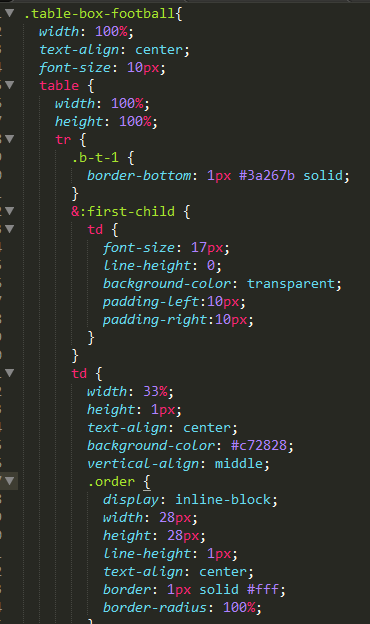 .table-box-football{
width: 100%;
text-align: center;
font-size: 10px;
table {
width: 100%;
height: 100%;
tr {
.b-t-1 {
border-bottom: 1px #3a267b solid;
}
&:first-child {
td {
font-size: 17px;
line-height: 0;
background-color: transparent;
padding-left:10px;
padding-right:10px;
}
}
td {
width: 33%;
height: 1px;
text-align: center;
background-color: #c72828;
vertical-align: middle;
.order {
display: inline-block;
width: 28px;
height: 28px;
line-height: 1px;
text-align: center;
border: 1px solid #fff;
border-radius: 100%;
}